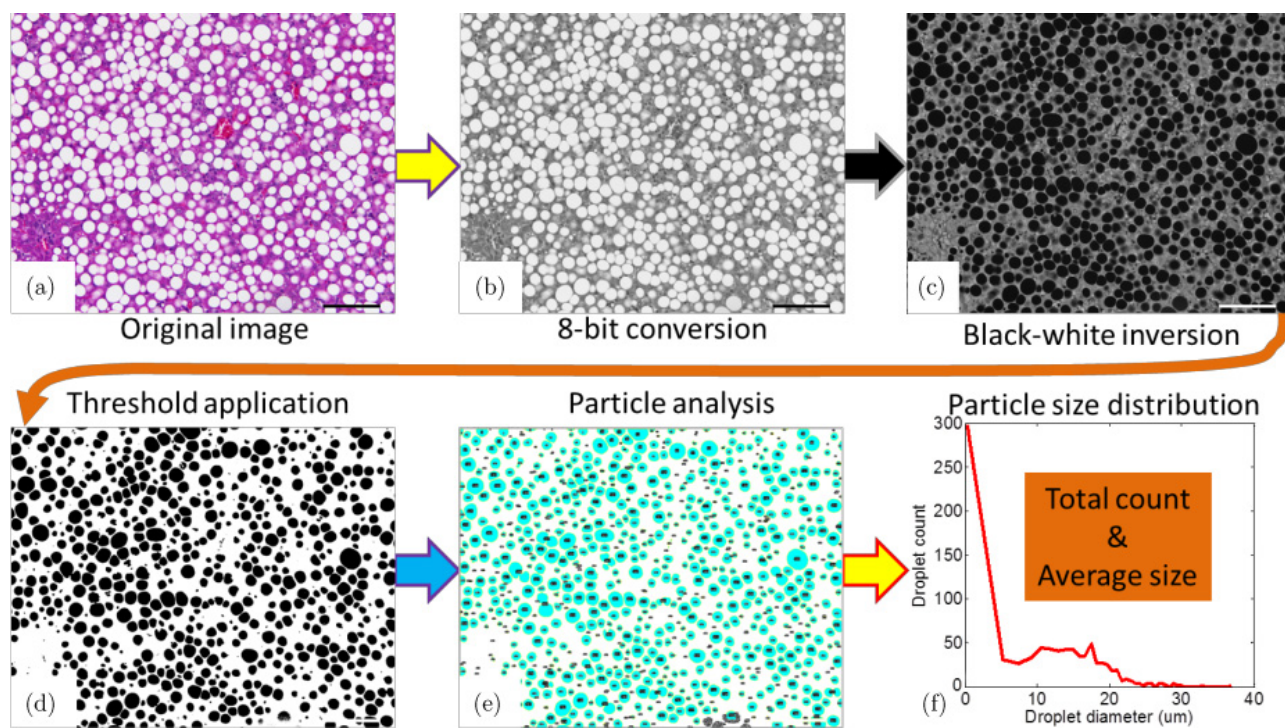 (a)
(b)
(c)
Original image
8-bit conversion
Black-white inversion
Threshold application
Particle analysis
Particle size distribution
300
250
200
150
100
50
0
Droplet count
Total count
&
Average size
0 10 20 30 40
Droplet diameter (um)
(d)
(e)
(f)